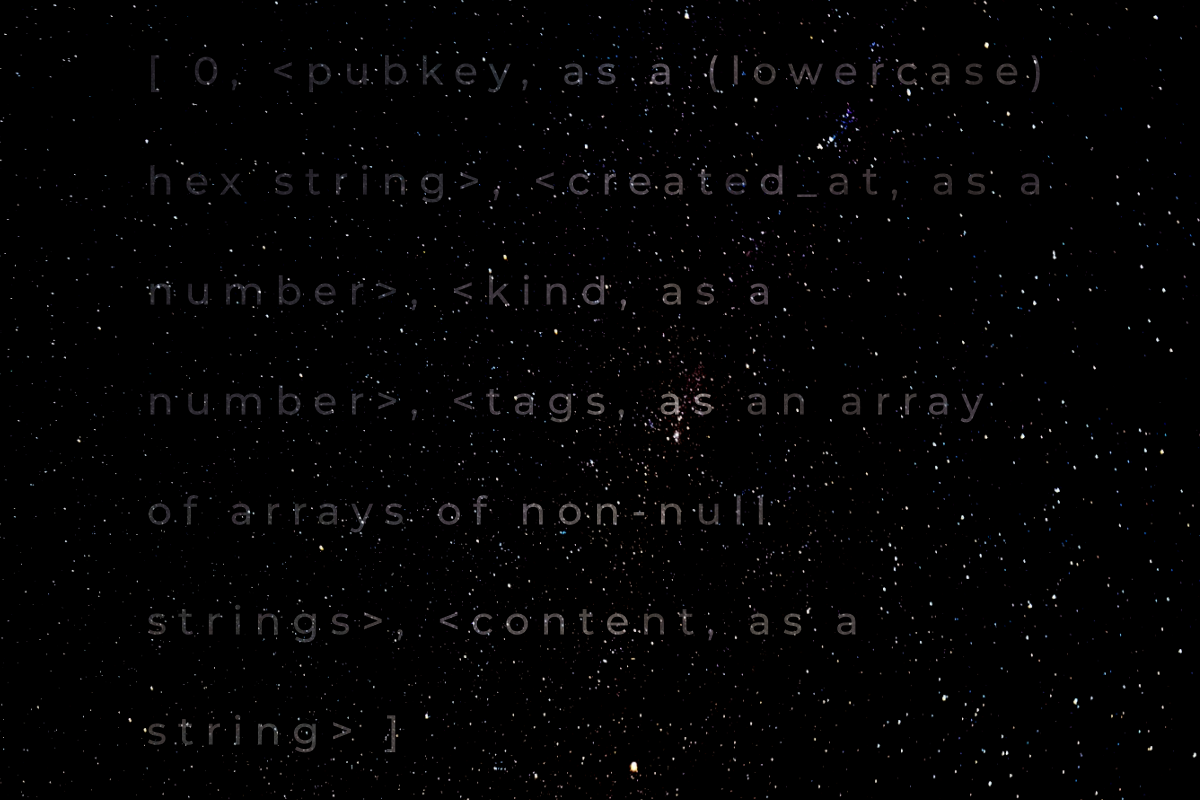 [ 0, <pubkey, as a (lowercase)
hex string>, <created_at, as a
number>, <kind, as a
number>, <tags, as an array
of arrays of non-null
strings>, <content, as a
string> ]